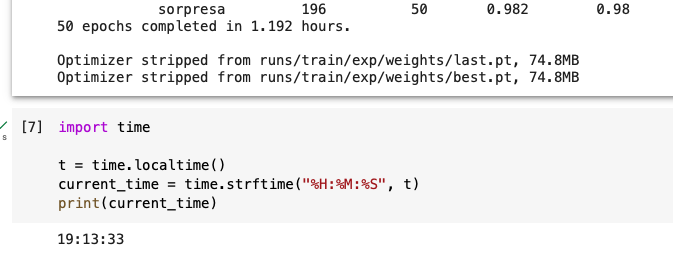 sorpresa 196 50 0.982 0.98
50 epochs completed in 1.192 hours.
Optimizer stripped from runs/train/exp/weights/last.pt, 74.8MB
Optimizer stripped from runs/train/exp/weights/best.pt, 74.8MB
[7] import time
s
t = time.localtime()
current_time = time.strftime("%H:%M:%S", t)
print(current_time)
19:13:33